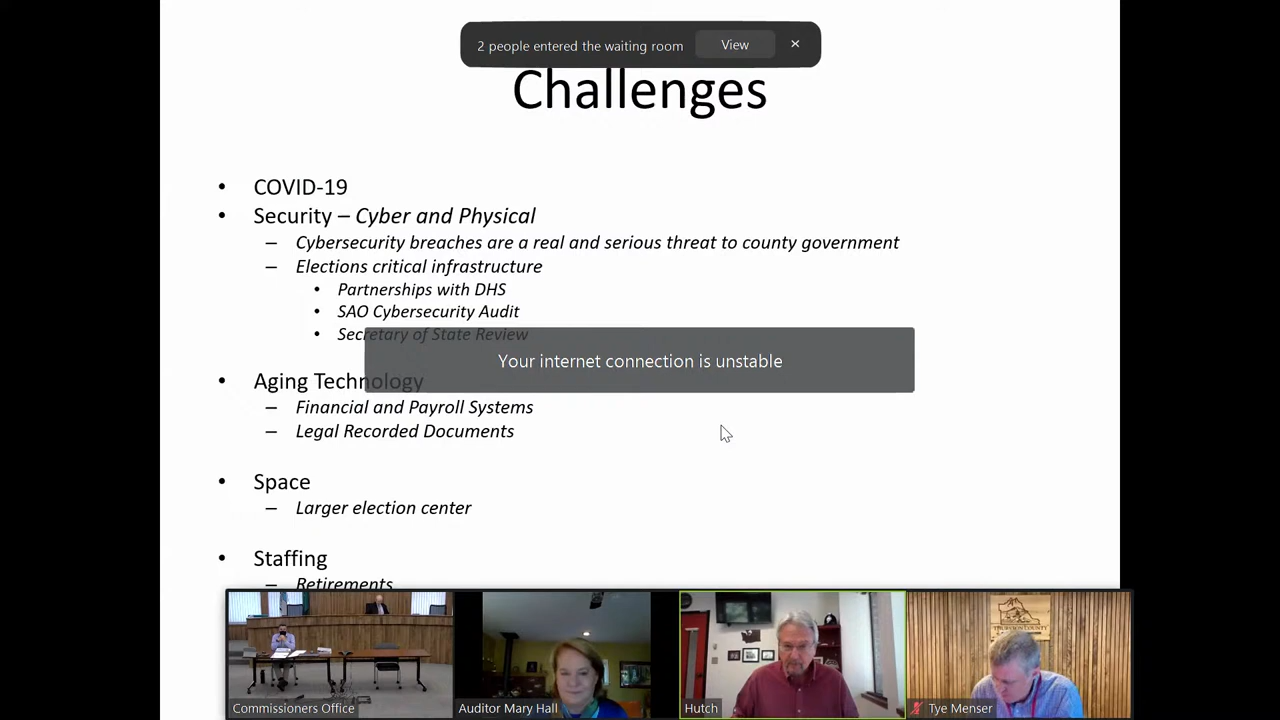 2 people entered the waiting room
View
Challenges
• COVID-19
• Security – Cyber and Physical
– Cybersecurity breaches are a real and serious threat to county government
– Elections critical infrastructure
• Partnerships with DHS
• SAO Cybersecurity Audit
• Secretary of State Review
Your internet connection is unstable
• Aging Technology
– Financial and Payroll Systems
– Legal Recorded Documents
• Space
– Larger election center
• Staffing
– Retirements
THURSTON COUNTY
Commissioners Office
Auditor Mary Hall
Hutch
Tye Menser